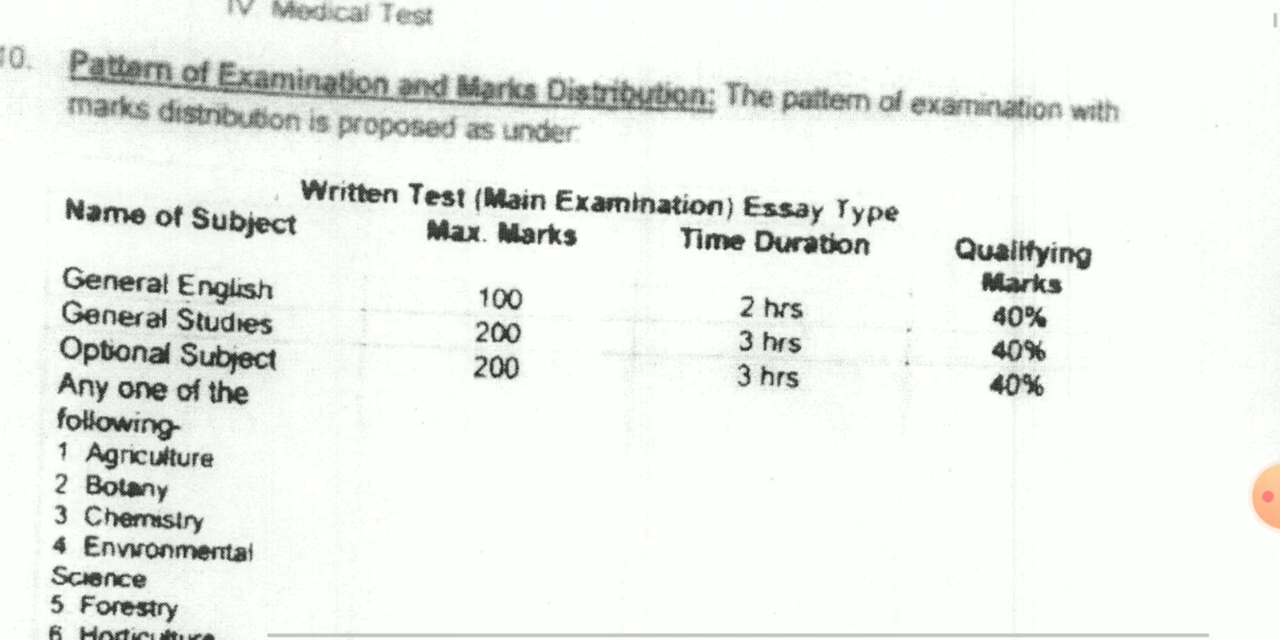 IV Medical Test
10. Pattern of Examination and Marks Distribution: The pattern of examination with
marks distribution is proposed as under:
Written Test (Main Examination) Essay Type
Name of Subject Max. Marks Time Duration Qualifying
Marks
General English 100 2 hrs 40%
General Studies 200 3 hrs 40%
Optional Subject 200 3 hrs 40%
Any one of the
following-
1 Agriculture
2 Botany
3 Chemistry
4 Environmental
Science
5 Forestry
6 Horticulture